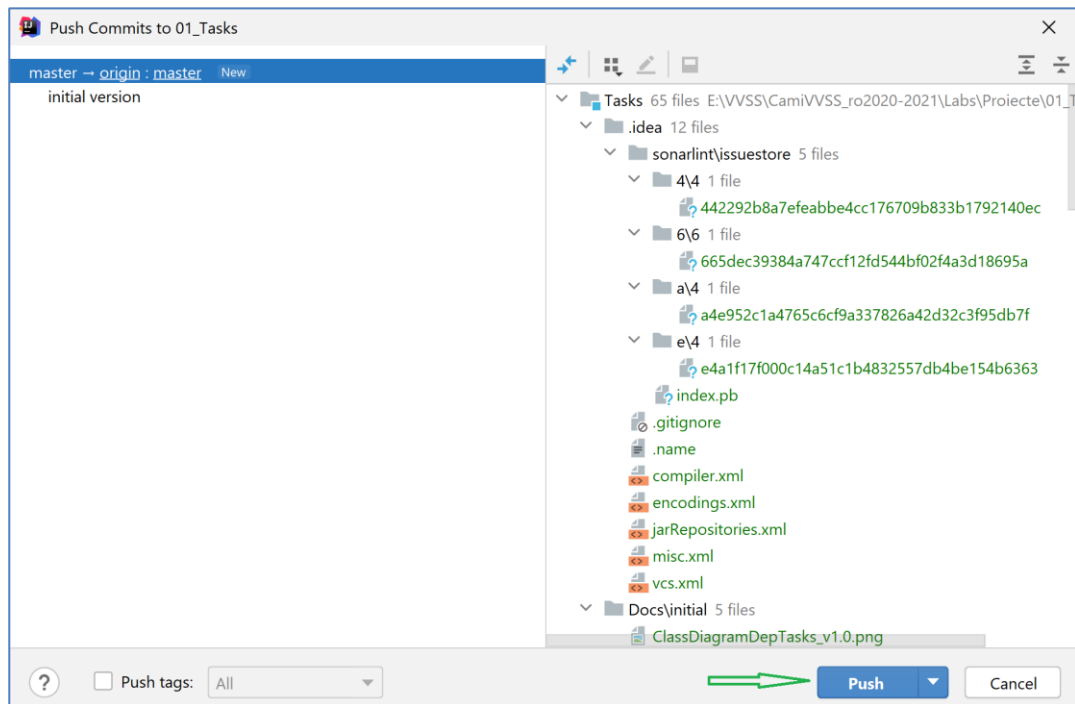 Push Commits to 01_Tasks
master → origin : master New
initial version
Tasks 65 files E:\VVSS\CamiVVSS_ro2020-2021\Labs\Proiecte\01_T
.idea 12 files
sonarlint\issuestore 5 files
4\4 1 file
442292b8a7efeabbe4cc176709b833b1792140ec
6\6 1 file
665dec39384a747ccf12fd544bf02f4a3d18695a
a\4 1 file
a4e952c1a4765c6cf9a337826a42d32c3f95db7f
e\4 1 file
e4a1f17f000c14a51c1b4832557db4be154b6363
index.pb
.gitignore
.name
compiler.xml
encodings.xml
jarRepositories.xml
misc.xml
vcs.xml
Docs\initial 5 files
ClassDiagramDepTasks_v1.0.png
? Push tags: All Push Cancel